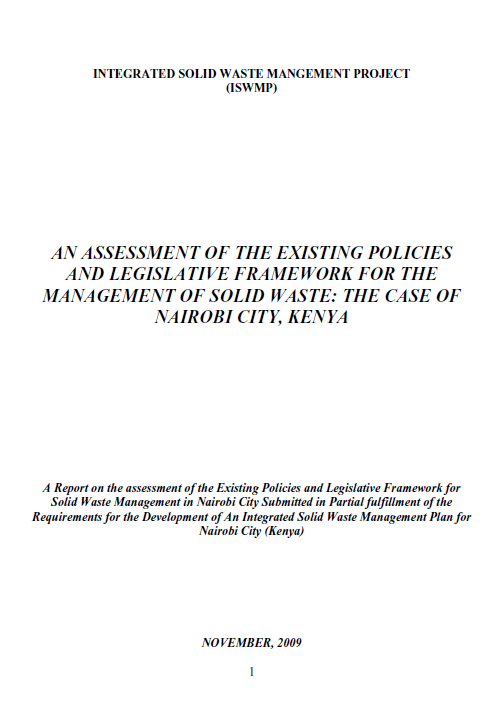 INTEGRATED SOLID WASTE MANGEMENT PROJECT
(ISWMP)
AN ASSESSMENT OF THE EXISTING POLICIES
AND LEGISLATIVE FRAMEWORK FOR THE
MANAGEMENT OF SOLID WASTE: THE CASE OF
NAIROBI CITY, KENYA
A Report on the assessment of the Existing Policies and Legislative Framework for
Solid Waste Management in Nairobi City Submitted in Partial fulfillment of the
Requirements for the Development of An Integrated Solid Waste Management Plan for
Nairobi City (Kenya)
NOVEMBER, 2009
1